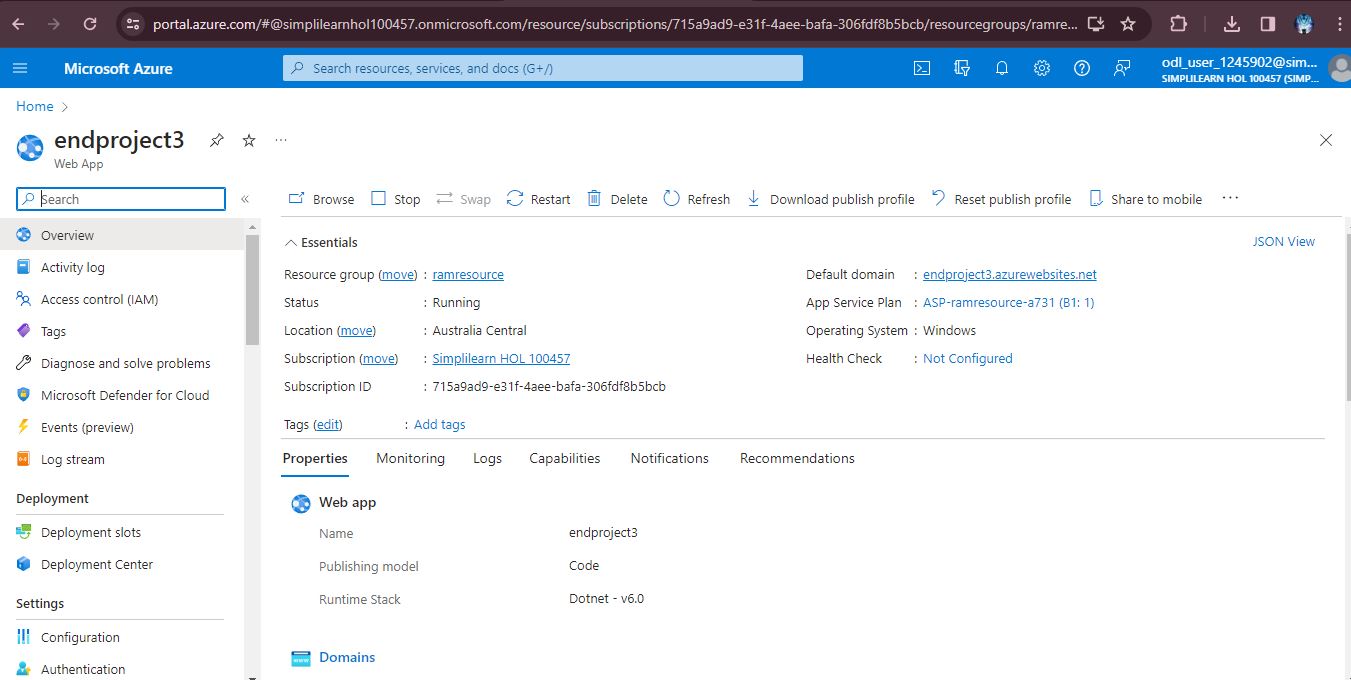 portal.azure.com/#@simplilearnhol100457.onmicrosoft.com/resource/subscriptions/715a9ad9-e31f-4aee-bafa-306fdf8b5bcb/resourcegroups/ramre...
Microsoft Azure
Search resources, services, and docs (G+/)
odl_user_1245902@sim...
SIMPLILEARN HOL 100457 (SIMP...
Home
endproject3
Web App
Search
Browse Stop Swap Restart Delete Refresh Download publish profile Reset publish profile Share to mobile
Overview
Activity log
Access control (IAM)
Tags
Diagnose and solve problems
Microsoft Defender for Cloud
Events (preview)
Log stream
Deployment
Deployment slots
Deployment Center
Settings
Configuration
Authentication
Essentials
JSON View
Resource group (move) : ramresource
Status : Running
Location (move) : Australia Central
Subscription (move) : Simplilearn HOL 100457
Subscription ID : 715a9ad9-e31f-4aee-bafa-306fdf8b5bcb
Default domain : endproject3.azurewebsites.net
App Service Plan : ASP-ramresource-a731 (B1: 1)
Operating System : Windows
Health Check : Not Configured
Tags (edit) : Add tags
Properties Monitoring Logs Capabilities Notifications Recommendations
Web app
Name endproject3
Publishing model Code
Runtime Stack Dotnet - v6.0
Domains